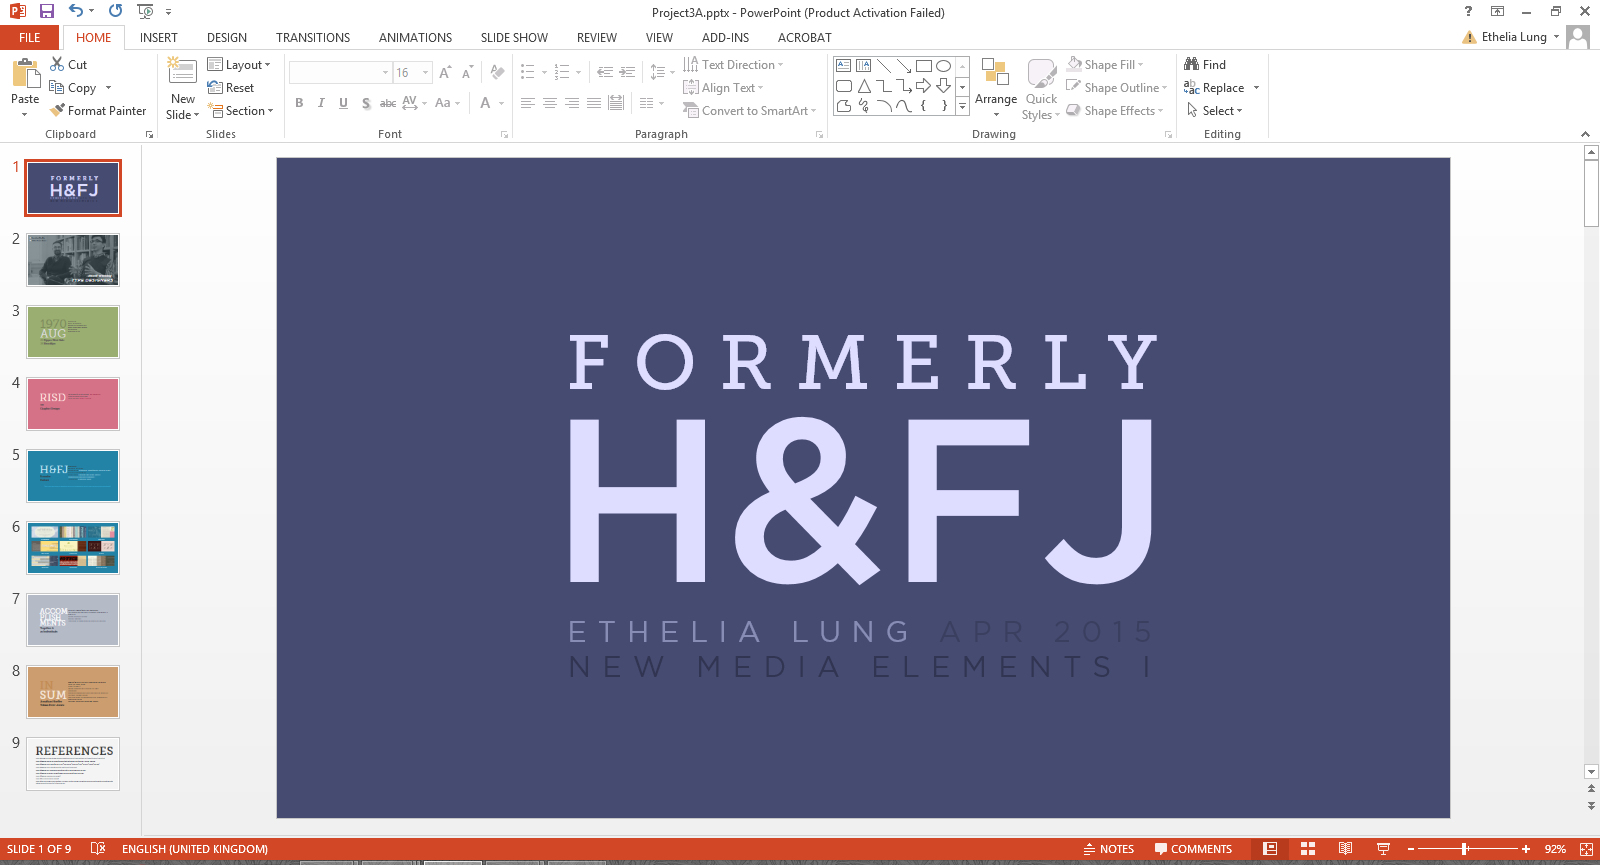 Project3A.pptx - PowerPoint (Product Activation Failed)
?
FILE HOME INSERT DESIGN TRANSITIONS ANIMATIONS SLIDE SHOW REVIEW VIEW ADD-INS ACROBAT Ethelia Lung
Paste
Cut
Copy
Format Painter
Clipboard
New Slide
Layout
Reset
Section
Slides
16
B I U S abc AV Aa A
Font
Text Direction
Align Text
Convert to SmartArt
Paragraph
Arrange
Quick Styles
Shape Fill
Shape Outline
Shape Effects
Drawing
Find
Replace
Select
Editing
1
FORMERLY
H&FJ
2
3
1970
AUG
4
RISD
5
H&FJ
6
7
ACCOM
PLISH
MENTS
8
IN
SUM
9
REFERENCES
FORMERLY
H&FJ
ETHELIA LUNG APR 2015
NEW MEDIA ELEMENTS I
SLIDE 1 OF 9 ENGLISH (UNITED KINGDOM) NOTES COMMENTS 92%